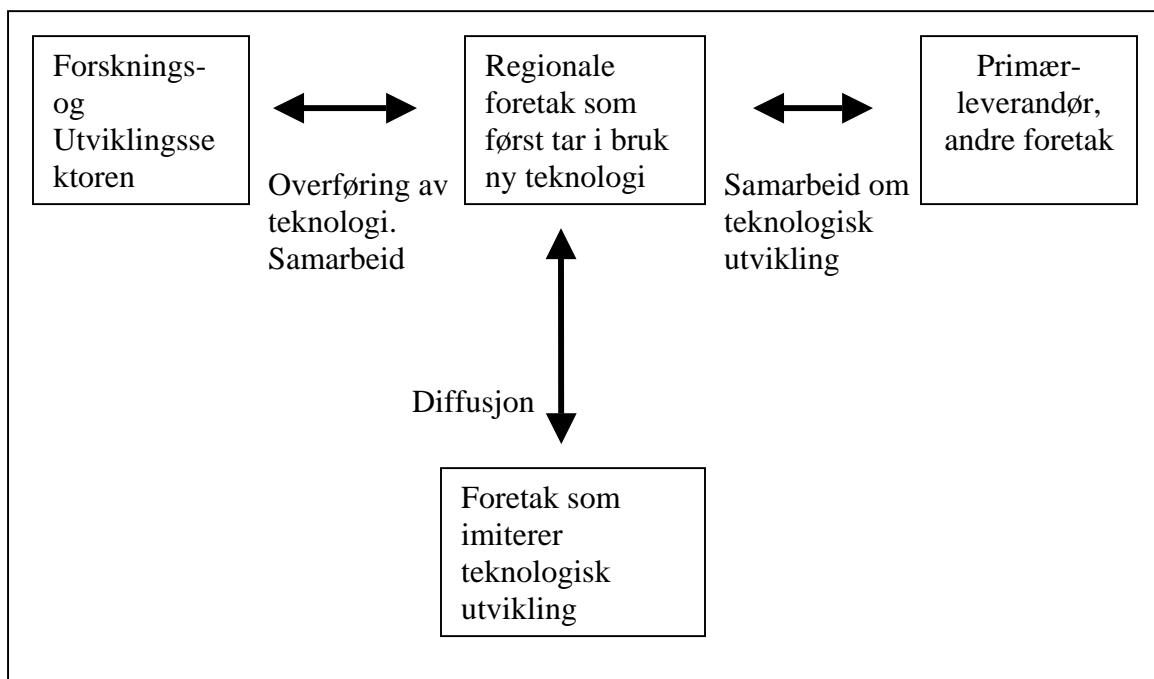 Forsknings-
og
Utviklingsse
ktoren
Overføring av
teknologi.
Samarbeid
Regionale
foretak som
først tar i bruk
ny teknologi
Samarbeid om
teknologisk
utvikling
Primær-
leverandør,
andre foretak
Diffusjon
Foretak som
imiterer
teknologisk
utvikling